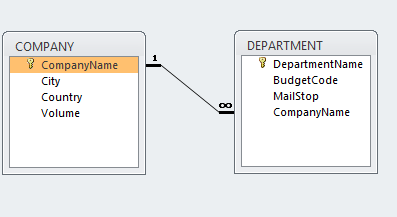 COMPANY
CompanyName
City
Country
Volume
1
∞
DEPARTMENT
DepartmentName
BudgetCode
MailStop
CompanyName